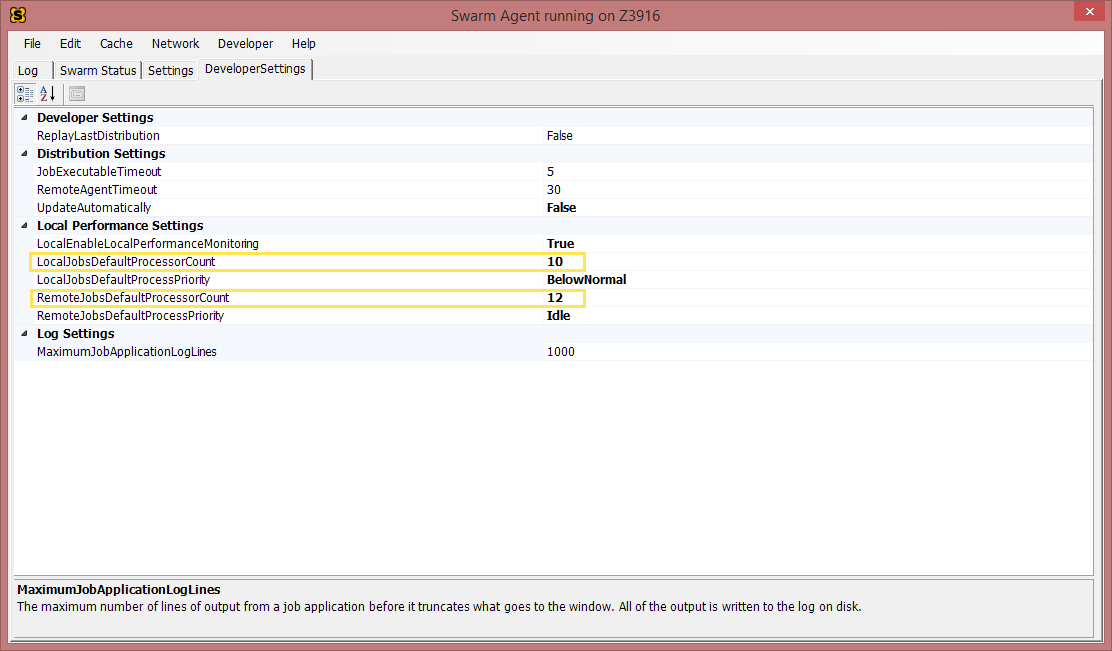 Swarm Agent running on Z3916
File Edit Cache Network Developer Help
Log Swarm Status Settings DeveloperSettings
Developer Settings
ReplayLastDistribution False
Distribution Settings
JobExecutableTimeout 5
RemoteAgentTimeout 30
UpdateAutomatically False
Local Performance Settings
LocalEnableLocalPerformanceMonitoring True
LocalJobsDefaultProcessorCount 10
LocalJobsDefaultProcessPriority BelowNormal
RemoteJobsDefaultProcessorCount 12
RemoteJobsDefaultProcessPriority Idle
Log Settings
MaximumJobApplicationLogLines 1000
MaximumJobApplicationLogLines
The maximum number of lines of output from a job application before it truncates what goes to the window. All of the output is written to the log on disk.